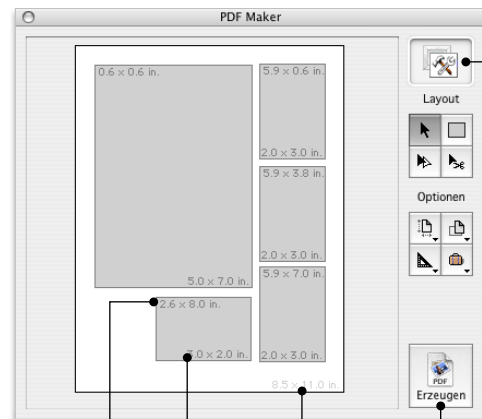 PDF Maker
0.6 x 0.6 in.
5.9 x 0.6 in.
Layout
2.0 x 3.0 in.
5.9 x 3.8 in.
Optionen
2.0 x 3.0 in.
5.9 x 7.0 in.
5.0 x 7.0 in.
2.6 x 8.0 in.
3.0 x 2.0 in.
2.0 x 3.0 in.
8.5 x 11.0 in.
PDF
Erzeugen